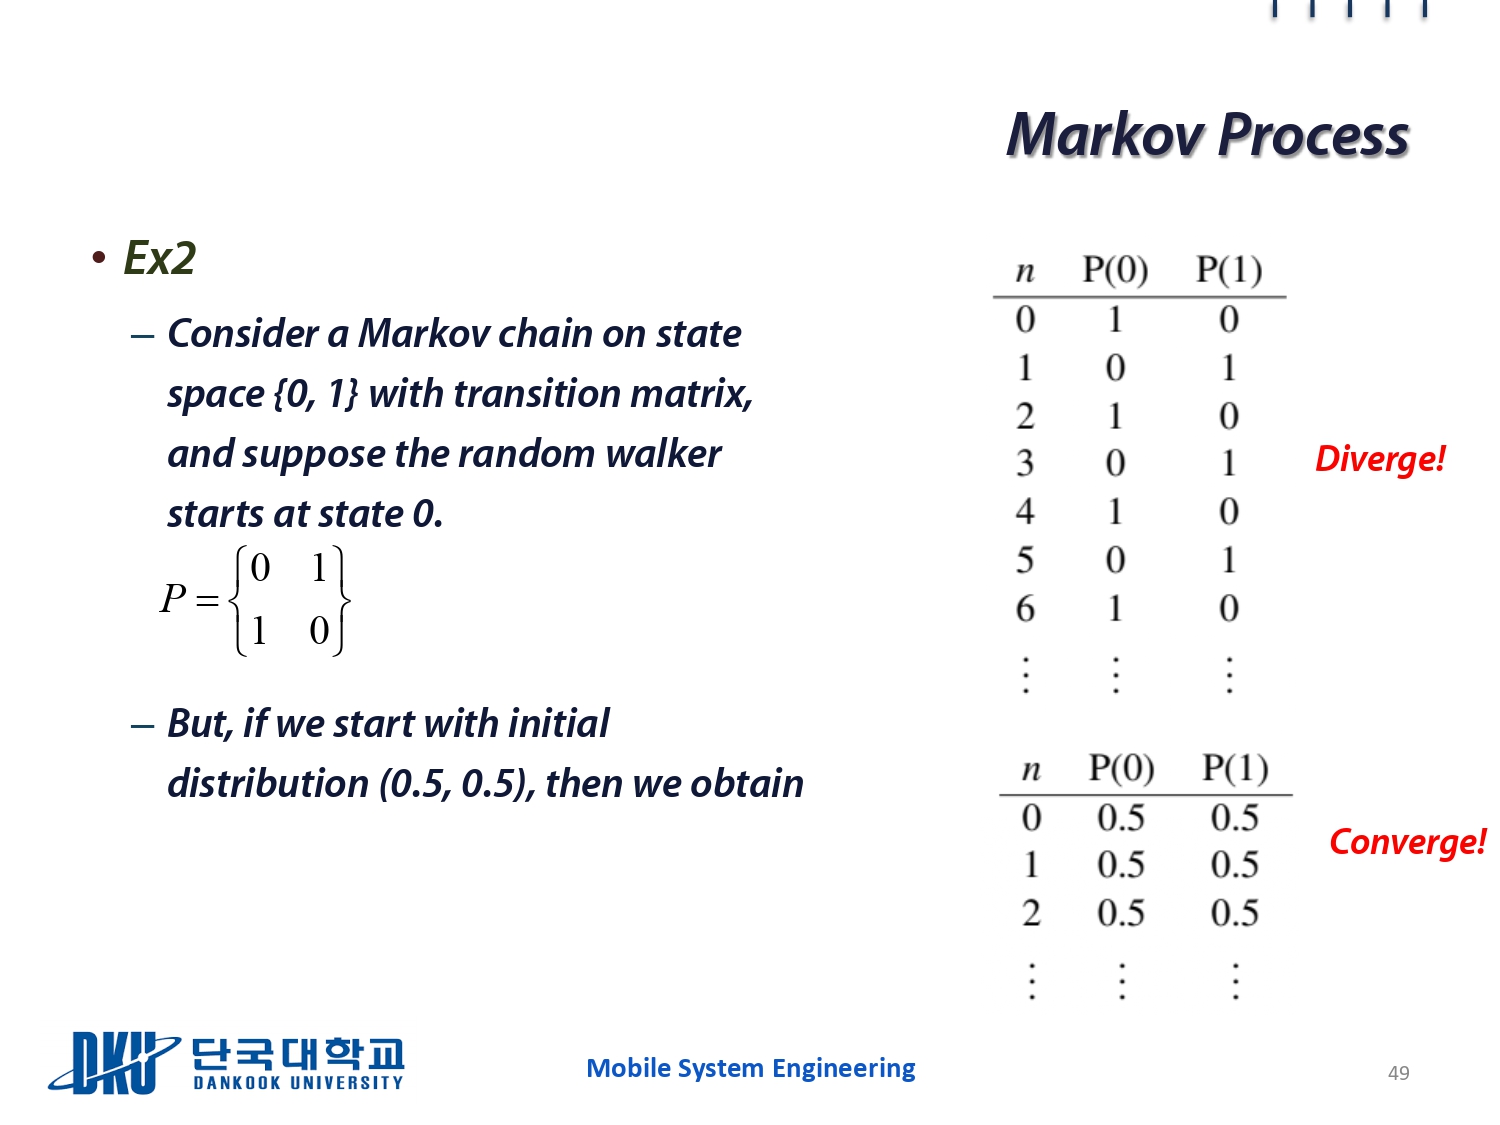 Markov Process
• Ex2
– Consider a Markov chain on state
space {0, 1} with transition matrix,
and suppose the random walker
starts at state 0.
P = {0 1
1 0}
– But, if we start with initial
distribution (0.5, 0.5), then we obtain
n P(0) P(1)
0 1 0
1 0 1
2 1 0
3 0 1
4 1 0
5 0 1
6 1 0
⋮ ⋮ ⋮
Diverge!
n P(0) P(1)
0 0.5 0.5
1 0.5 0.5
2 0.5 0.5
⋮ ⋮ ⋮
Converge!
DKU 단국대학교
DANKOOK UNIVERSITY
Mobile System Engineering
49